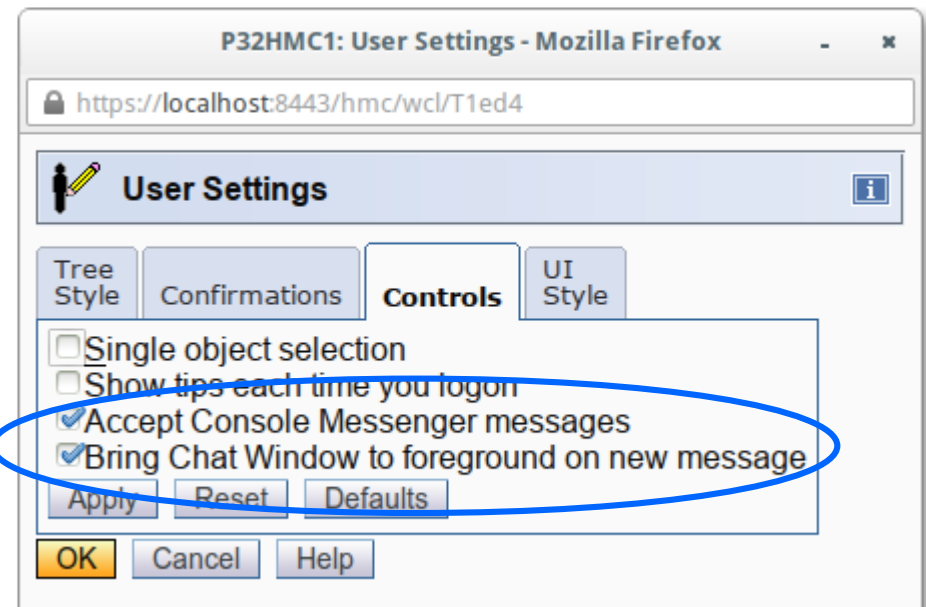 P32HMC1: User Settings - Mozilla Firefox
https://localhost:8443/hmc/wcl/T1ed4
User Settings
Tree Style
Confirmations
Controls
UI Style
Single object selection
Show tips each time you logon
Accept Console Messenger messages
Bring Chat Window to foreground on new message
Apply Reset Defaults
OK Cancel Help